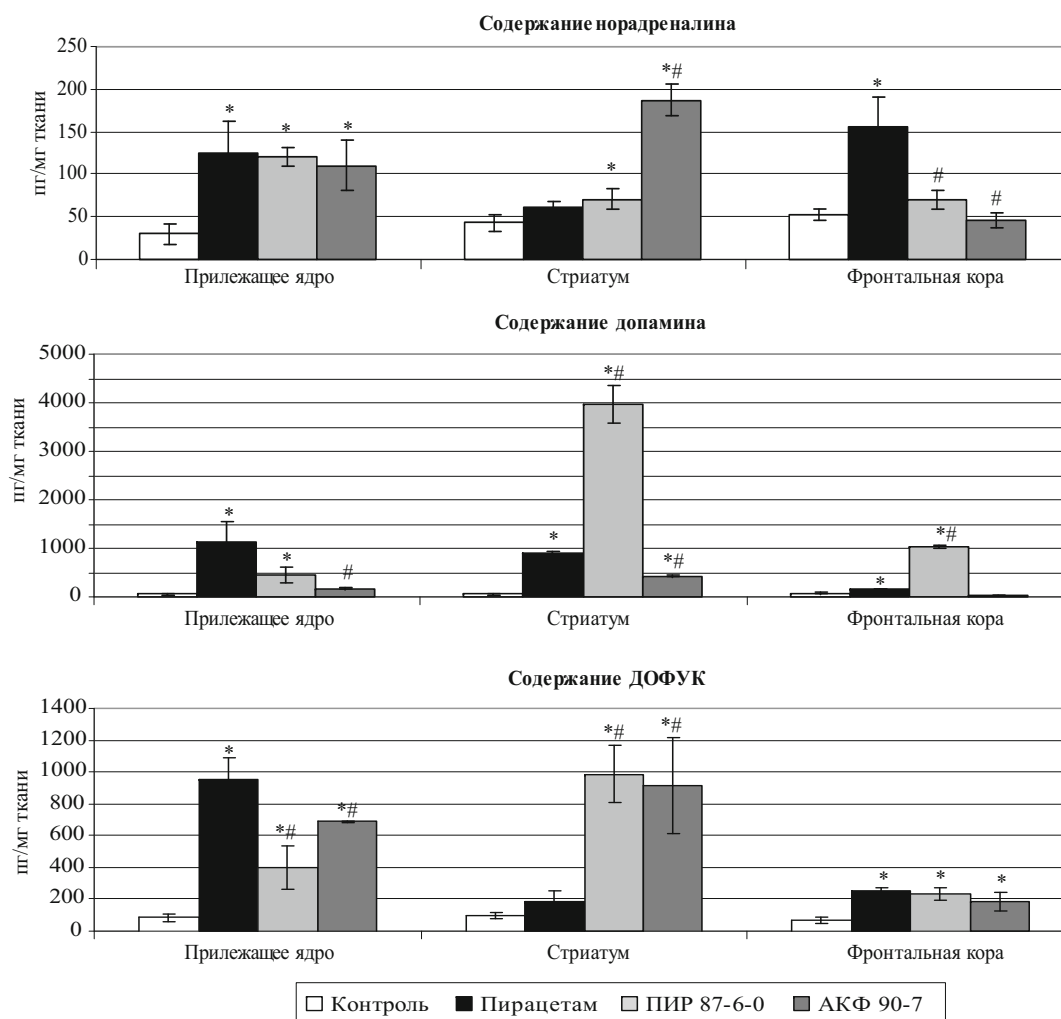 Содержание норадреналина
пг/мг ткани
250
200
150
100
50
0
* * * * *# * # #
Прилежащее ядро Стриатум Фронтальная кора
Содержание допамина
пг/мг ткани
5000
4000
3000
2000
1000
0
* * # * *# *# * *#
Прилежащее ядро Стриатум Фронтальная кора
Содержание ДОФУК
пг/мг ткани
1400
1200
1000
800
600
400
200
0
* *# *# *# *# * * *
Прилежащее ядро Стриатум Фронтальная кора
Контроль Пирацетам ПИР 87-6-0 АКФ 90-7